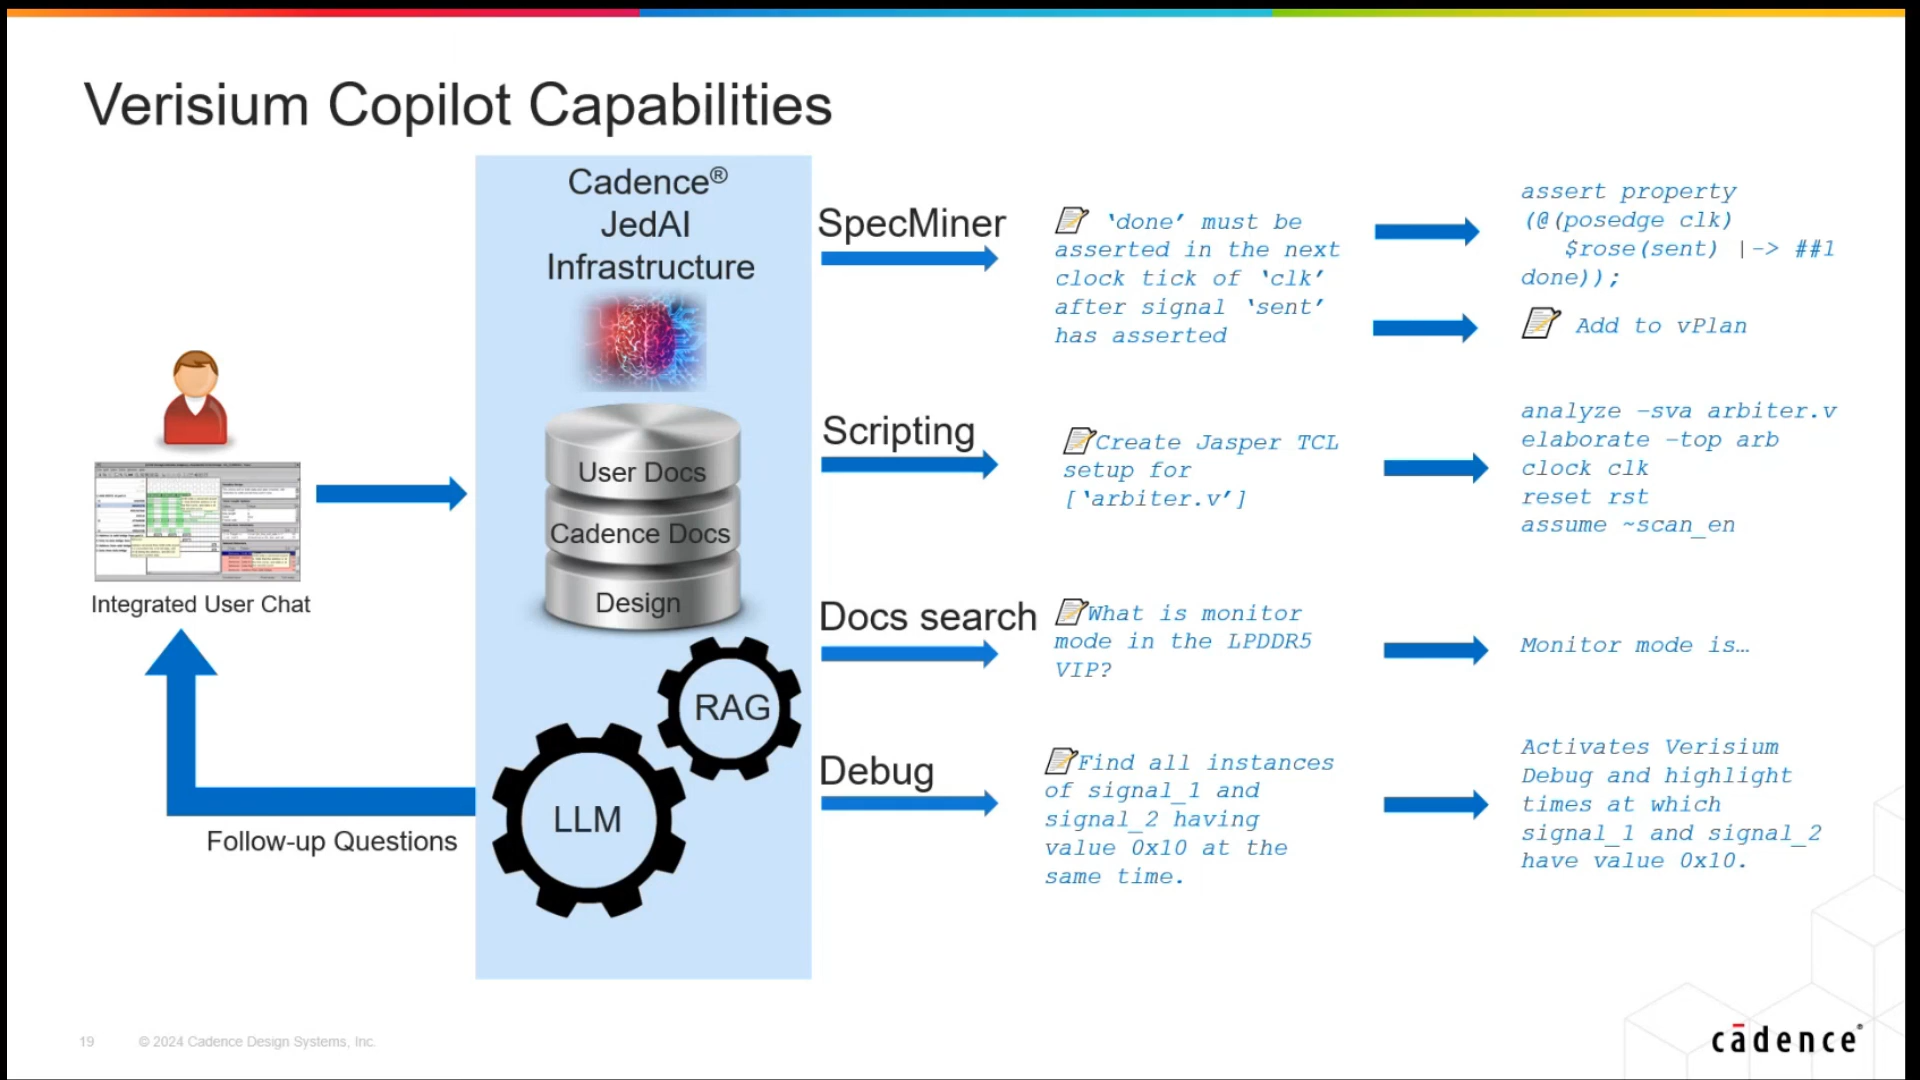 Verisium Copilot Capabilities
Cadence®
JedAI
Infrastructure
User Docs
Cadence Docs
Design
RAG
LLM
Integrated User Chat
Follow-up Questions
SpecMiner
‘done’ must be
asserted in the next
clock tick of ‘clk’
after signal ‘sent’
has asserted
assert property
(@(posedge clk)
$rose(sent) |-> ##1
done));
Add to vPlan
Scripting
Create Jasper TCL
setup for
[‘arbiter.v’]
analyze –sva arbiter.v
elaborate –top arb
clock clk
reset rst
assume ~scan_en
Docs search
What is monitor
mode in the LPDDR5
VIP?
Monitor mode is…
Debug
Find all instances
of signal_1 and
signal_2 having
value 0x10 at the
same time.
Activates Verisium
Debug and highlight
times at which
signal_1 and signal_2
have value 0x10.
19
© 2024 Cadence Design Systems, Inc.
cādence®